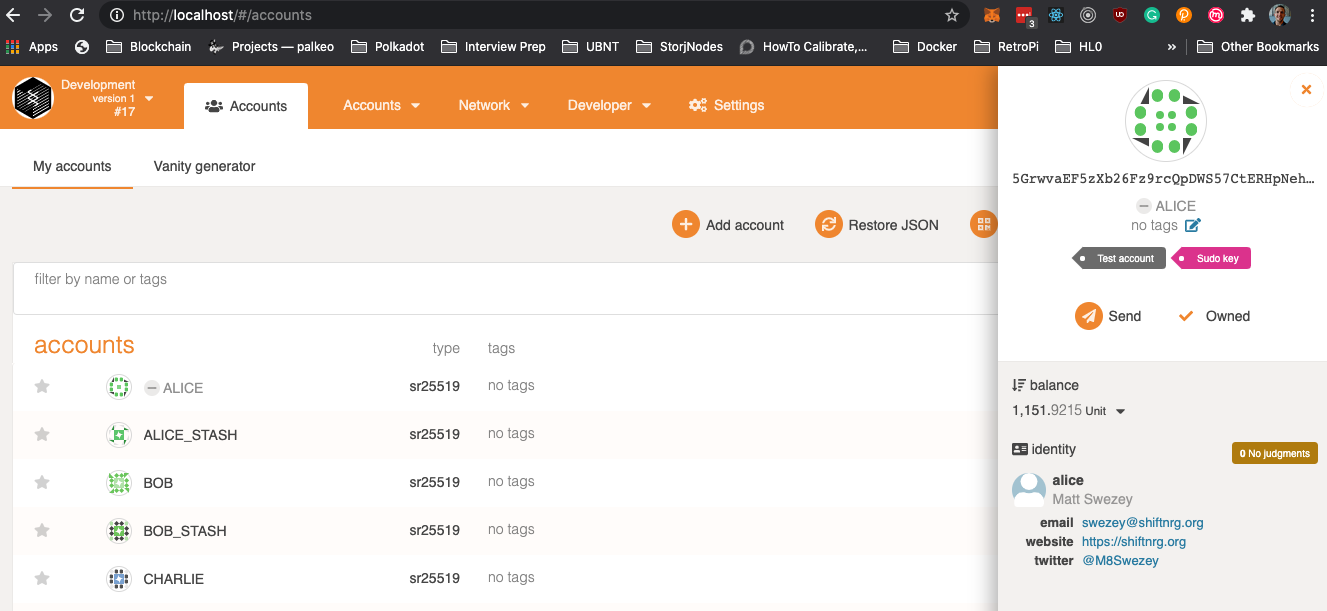 http://localhost/#/accounts
3
Apps
Blockchain
Projects — palkeo
Polkadot
Interview Prep
UBNT
StorjNodes
HowTo Calibrate,...
Docker
RetroPi
HL0
»
Other Bookmarks
Development
version 1
#17
Accounts
Accounts
Network
Developer
Settings
My accounts
Vanity generator
Add account
Restore JSON
filter by name or tags
accounts type tags
ALICE sr25519 no tags
ALICE_STASH sr25519 no tags
BOB sr25519 no tags
BOB_STASH sr25519 no tags
CHARLIE sr25519 no tags
5GrwvaEF5zXb26Fz9rcQpDWS57CtERHpNeh…
ALICE
no tags
Test account Sudo key
Send Owned
balance
1,151.9215 Unit
identity 0 No judgments
alice
Matt Swezey
email swezey@shiftnrg.org
website https://shiftnrg.org
twitter @M8Swezey